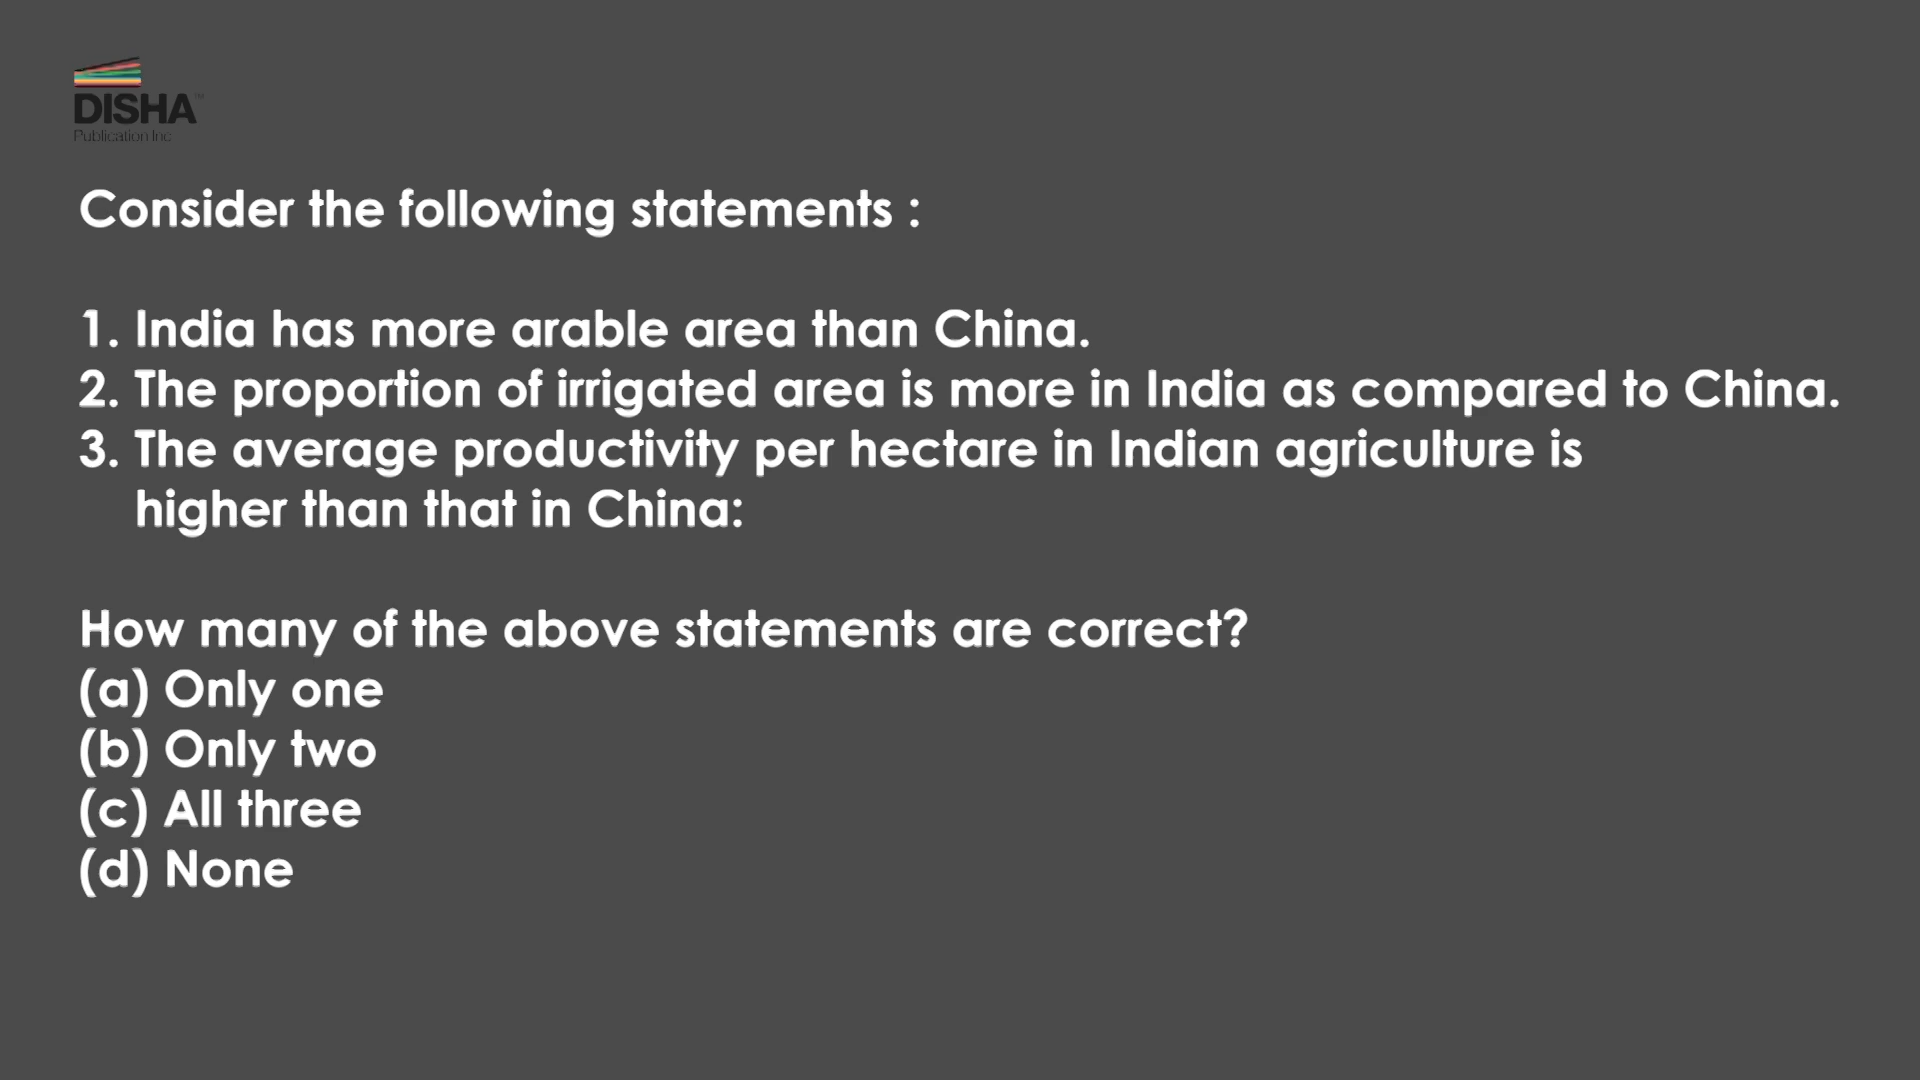 DISHA™
Publication Inc
Consider the following statements :
1. India has more arable area than China.
2. The proportion of irrigated area is more in India as compared to China.
3. The average productivity per hectare in Indian agriculture is
higher than that in China:
How many of the above statements are correct?
(a) Only one
(b) Only two
(c) All three
(d) None